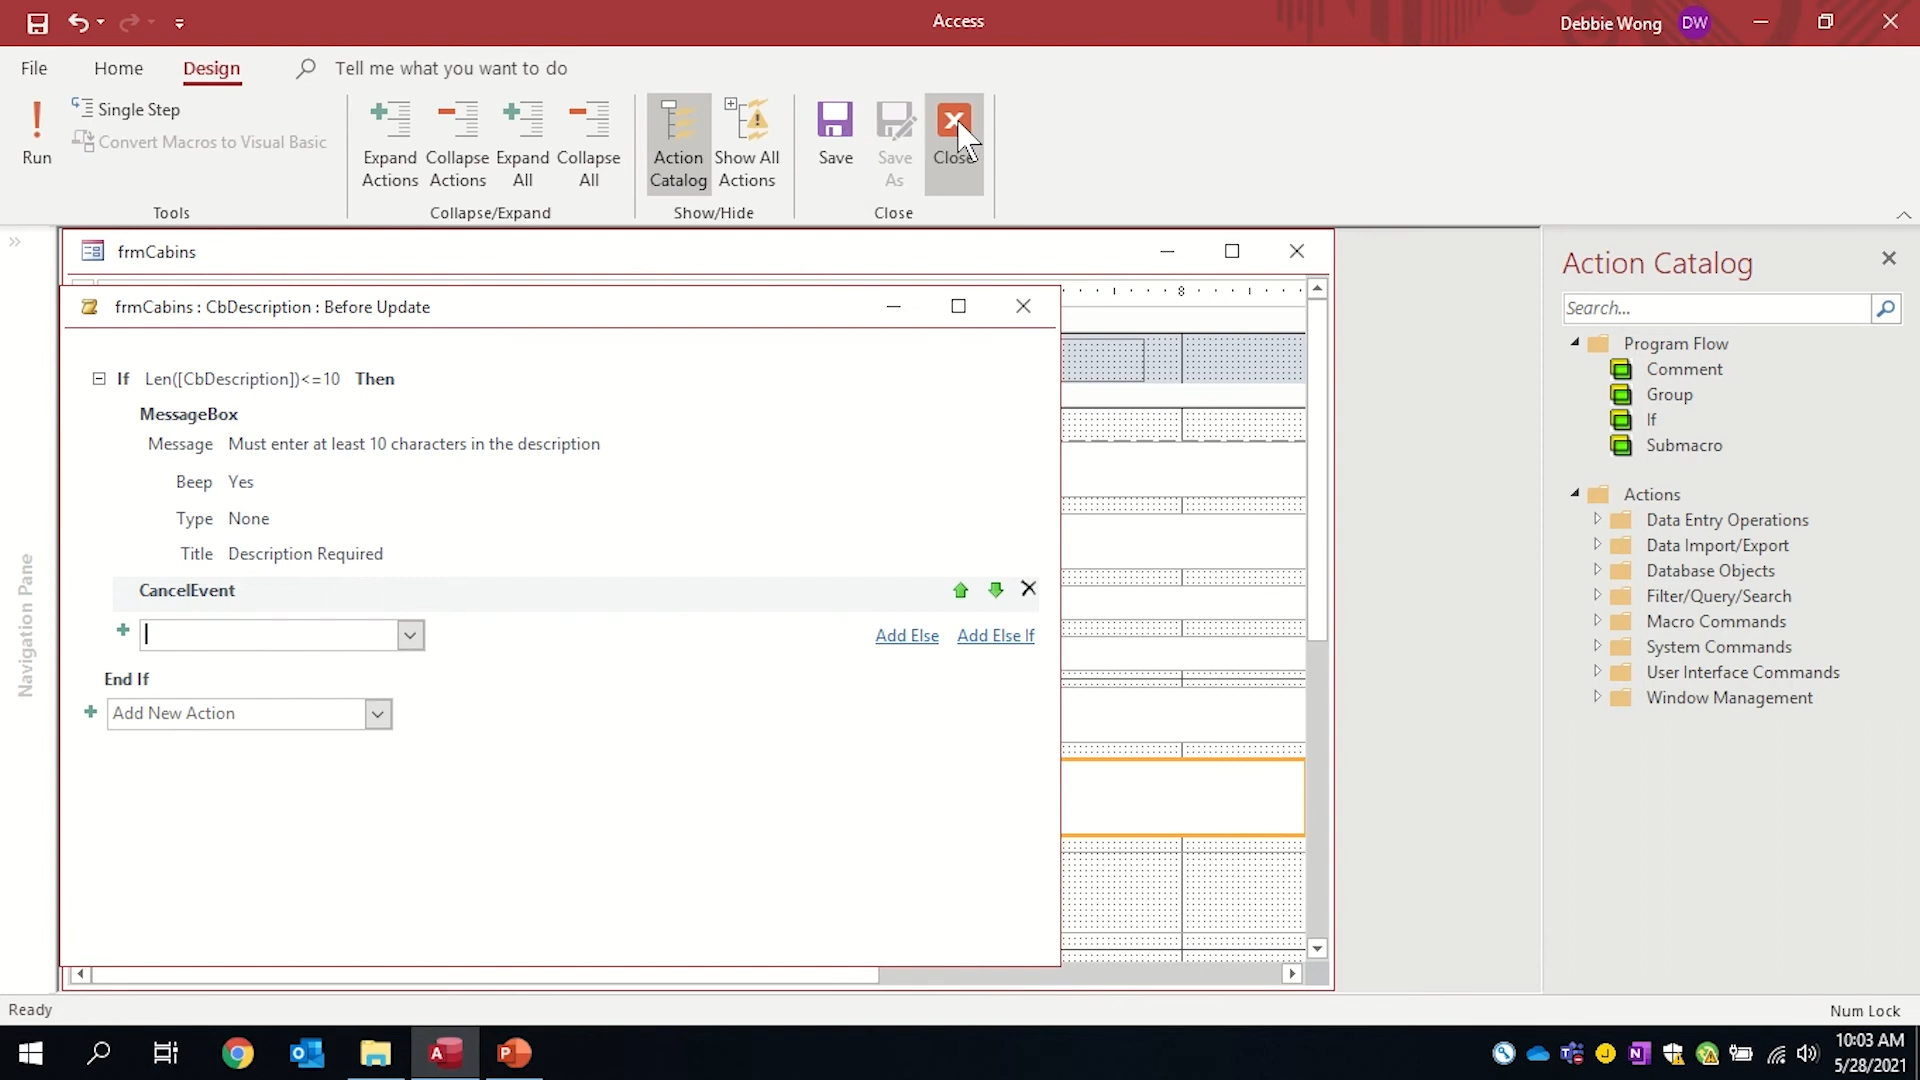 Access
Debbie Wong DW
File Home Design Tell me what you want to do
Run
Single Step
Convert Macros to Visual Basic
Tools
Expand Actions
Collapse Actions
Expand All
Collapse All
Collapse/Expand
Action Catalog
Show All Actions
Show/Hide
Save
Save As
Close
Close
frmCabins
8
frmCabins : CbDescription : Before Update
If Len([CbDescription])<=10 Then
MessageBox
Message Must enter at least 10 characters in the description
Beep Yes
Type None
Title Description Required
CancelEvent
Add Else Add Else If
End If
Add New Action
Navigation Pane
Action Catalog
Search...
Program Flow
Comment
Group
If
Submacro
Actions
Data Entry Operations
Data Import/Export
Database Objects
Filter/Query/Search
Macro Commands
System Commands
User Interface Commands
Window Management
Ready
Num Lock
10:03 AM
5/28/2021